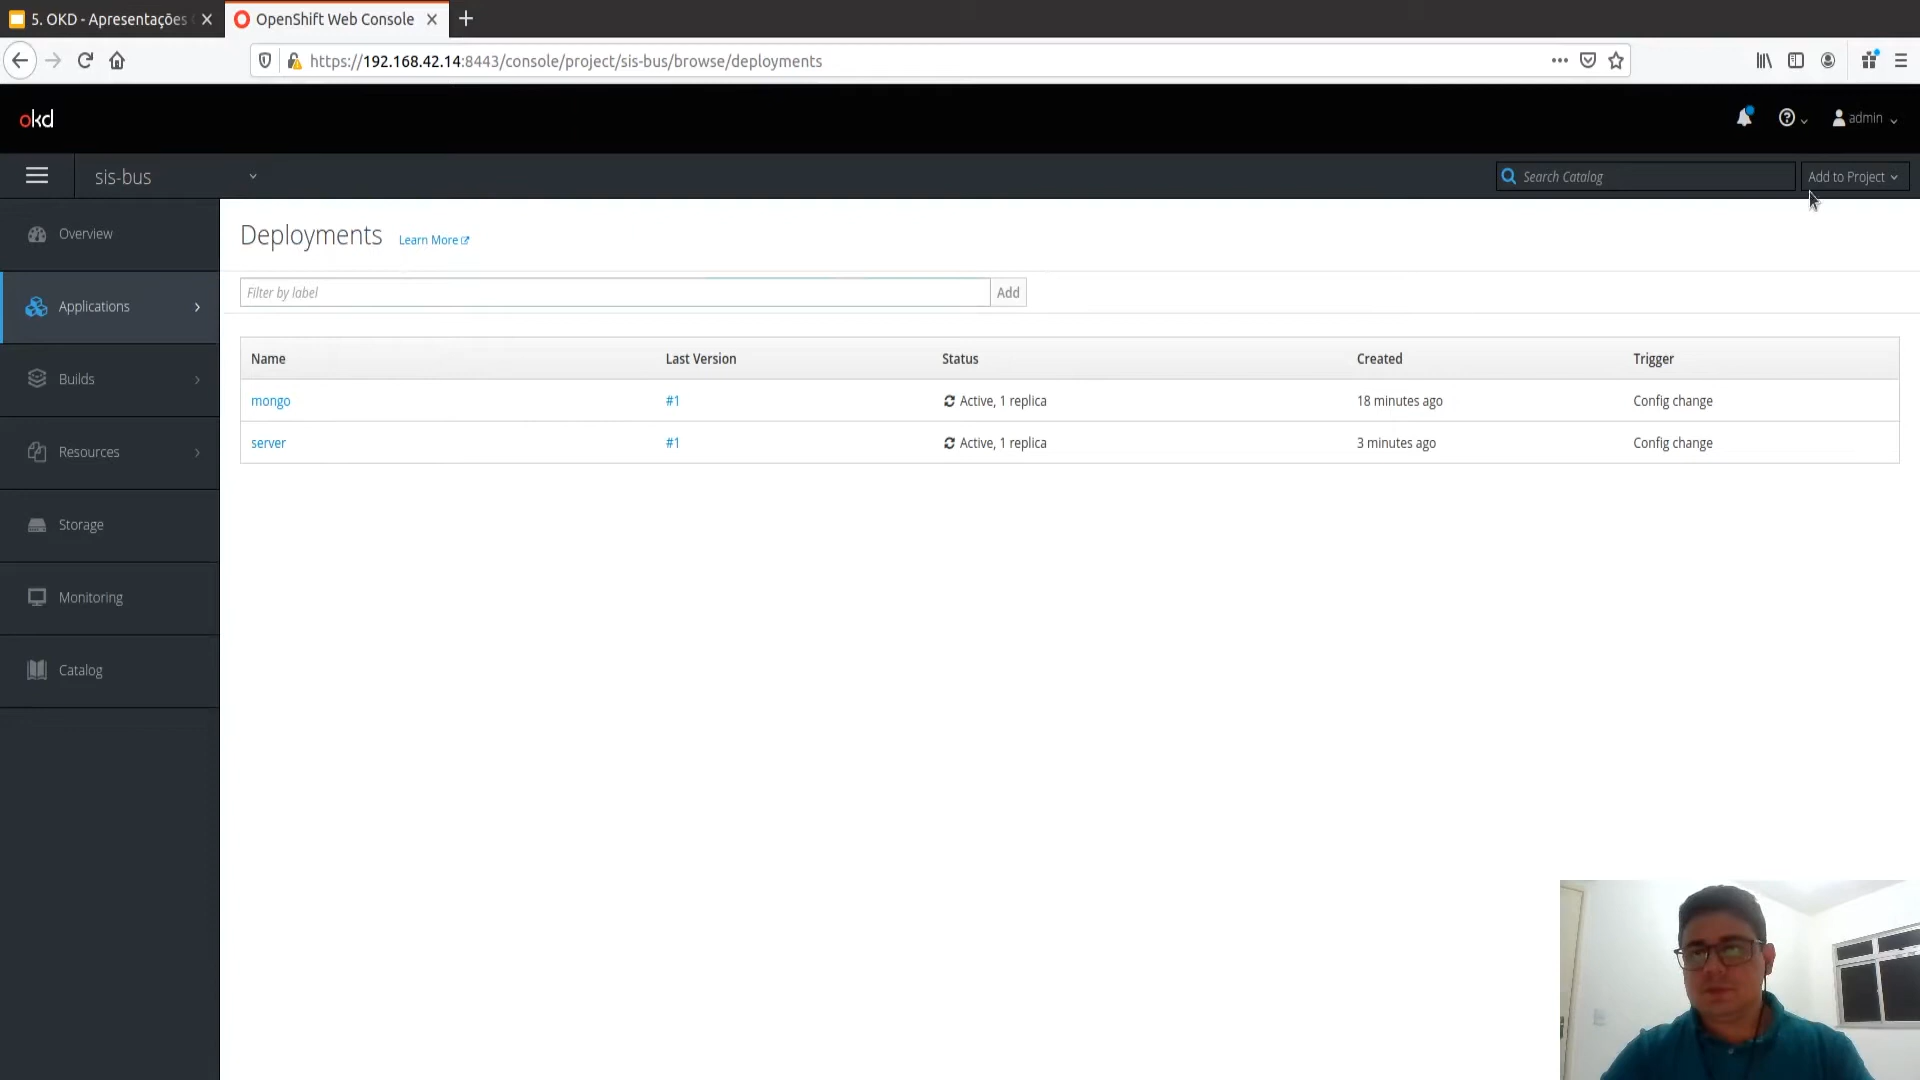 5. OKD - Apresentações
OpenShift Web Console
https://192.168.42.14:8443/console/project/sis-bus/browse/deployments
okd
admin
sis-bus
Search Catalog
Add to Project
Overview
Applications
Builds
Resources
Storage
Monitoring
Catalog
Deployments Learn More
Filter by label Add
Name Last Version Status Created Trigger
mongo #1 Active, 1 replica 18 minutes ago Config change
server #1 Active, 1 replica 3 minutes ago Config change